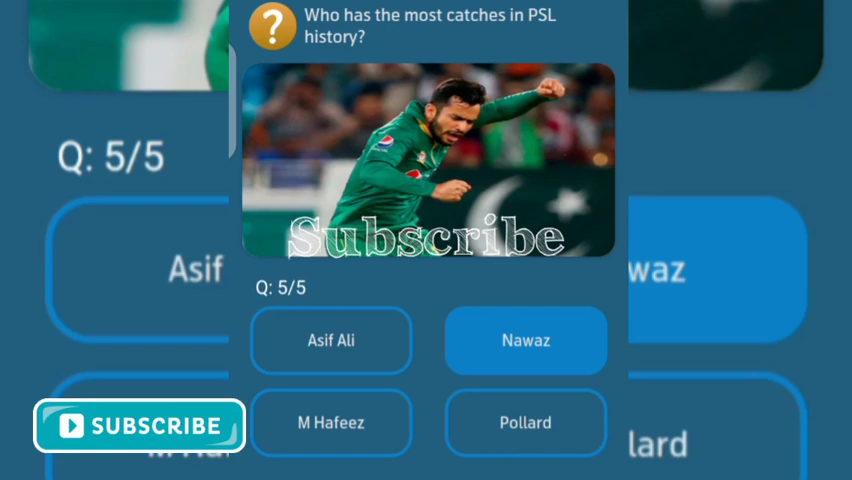 ?
Who has the most catches in PSL
history?
Subscribe
Q: 5/5
Q: 5/5
Asif Ali
Nawaz
M Hafeez
Pollard
Asif
waz
lard
SUBSCRIBE